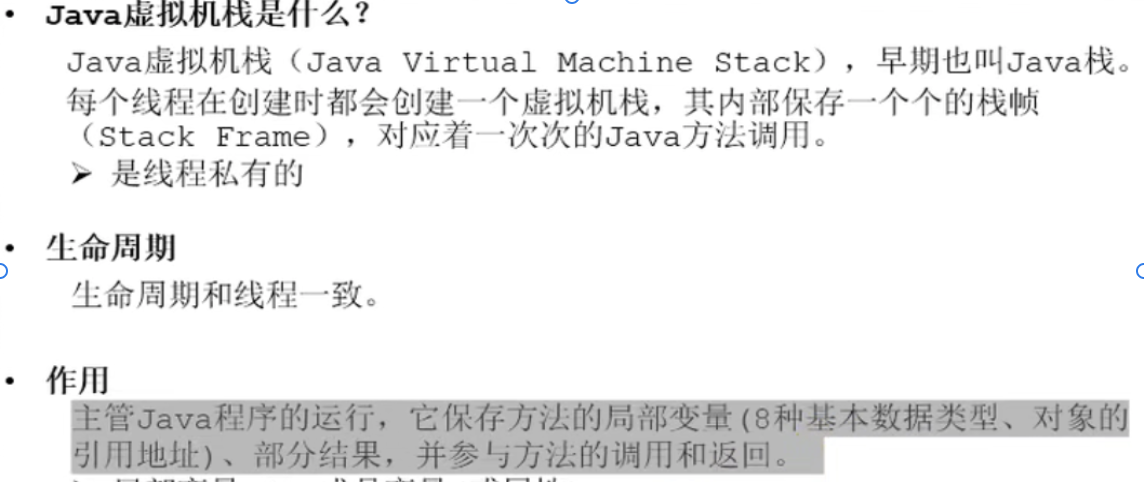 • Java虚拟机栈是什么？
Java虚拟机栈（Java Virtual Machine Stack），早期也叫Java栈。
每个线程在创建时都会创建一个虚拟机栈，其内部保存一个个的栈帧
（Stack Frame），对应着一次次的Java方法调用。
➢ 是线程私有的
• 生命周期
生命周期和线程一致。
• 作用
主管Java程序的运行，它保存方法的局部变量(8种基本数据类型、对象的
引用地址)、部分结果，并参与方法的调用和返回。